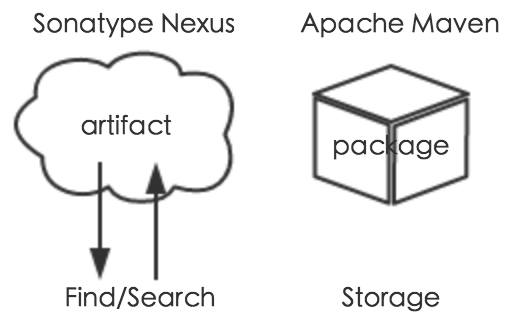 Sonatype Nexus
Apache Maven
artifact
package
Find/Search
Storage